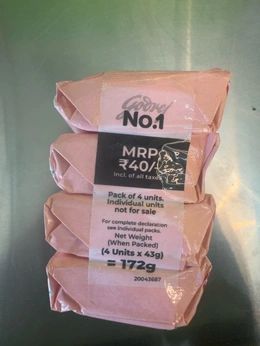 Godrej
No.1
MRP
₹40/-
Incl. of all taxes
Pack of 4 units.
Individual units
not for sale
For complete declaration
see individual packs.
Net Weight
(When Packed)
(4 Units x 43g)
= 172g
20043687